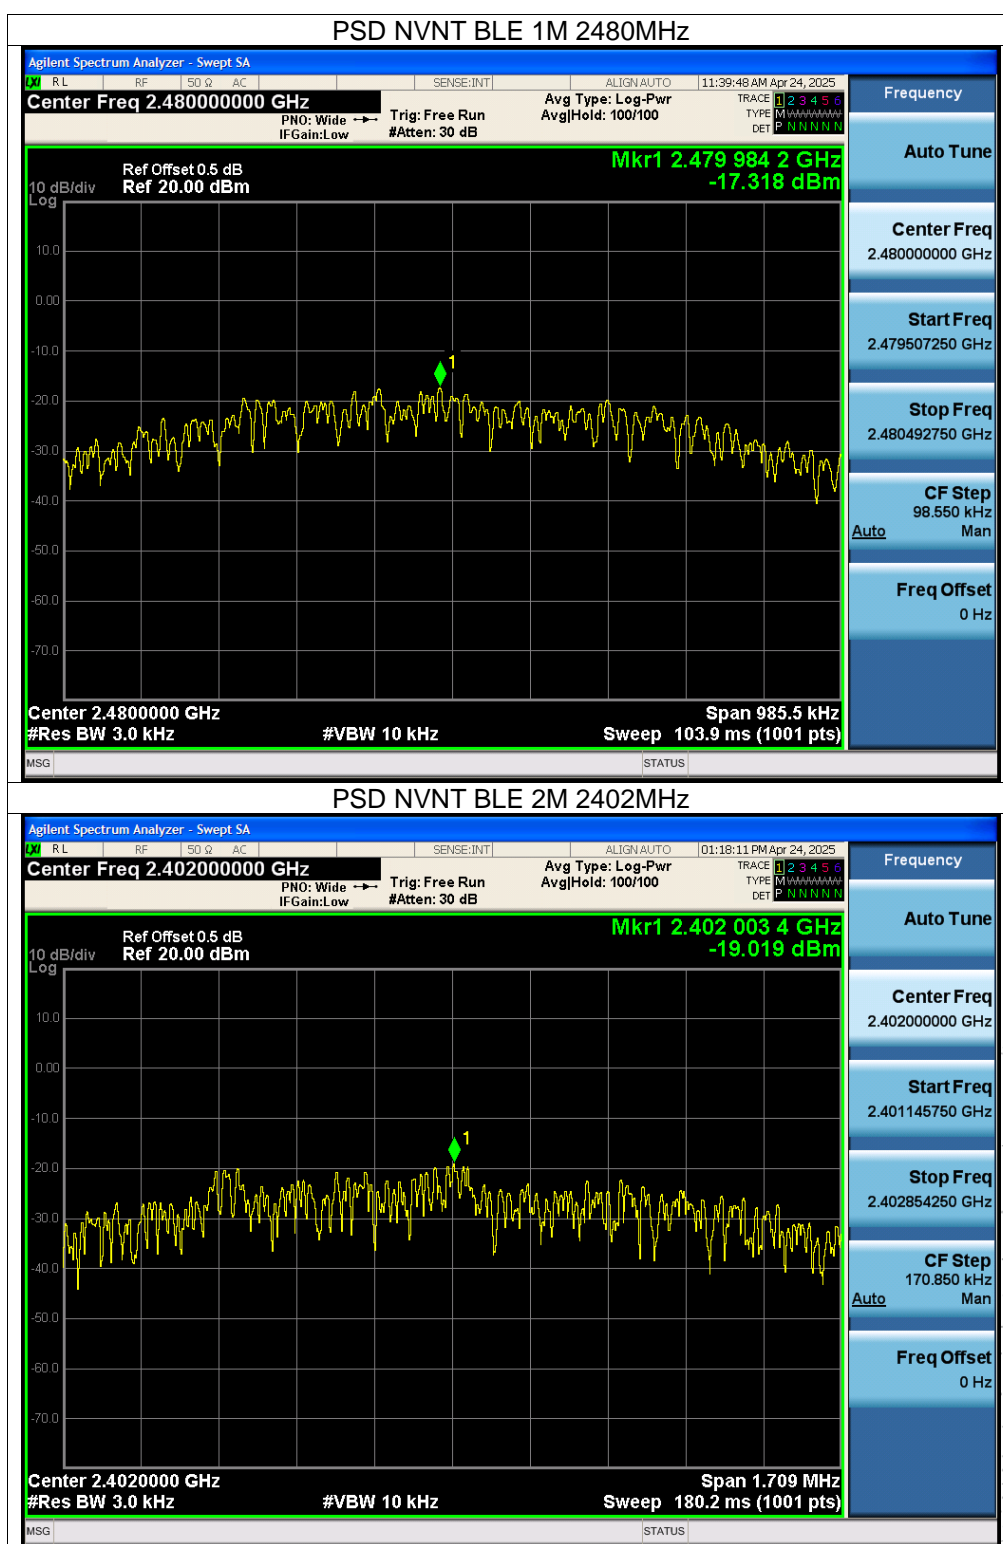 PSD NVNT BLE 1M 2480MHz
Agilent Spectrum Analyzer - Swept SA
LXI RL RF 50 Ω AC SENSE:INT ALIGN AUTO 11:39:48 AM Apr 24, 2025
Center Freq 2.480000000 GHz Avg Type: Log-Pwr TRACE 1 2 3 4 5 6
PNO: Wide Trig: Free Run Avg|Hold: 100/100 TYPE M WWWWW
IFGain:Low #Atten: 30 dB DET P N N N N N
Frequency
Mkr1 2.479 984 2 GHz
-17.318 dBm
Ref Offset 0.5 dB
10 dB/div Ref 20.00 dBm
Log
10.0
0.00
-10.0
-20.0
-30.0
-40.0
-50.0
-60.0
-70.0
1
Center 2.4800000 GHz Span 985.5 kHz
#Res BW 3.0 kHz #VBW 10 kHz Sweep 103.9 ms (1001 pts)
MSG STATUS
Auto Tune
Center Freq
2.480000000 GHz
Start Freq
2.479507250 GHz
Stop Freq
2.480492750 GHz
CF Step
98.550 kHz
Auto Man
Freq Offset
0 Hz
PSD NVNT BLE 2M 2402MHz
Agilent Spectrum Analyzer - Swept SA
LXI RL RF 50 Ω AC SENSE:INT ALIGN AUTO 01:18:11 PM Apr 24, 2025
Center Freq 2.402000000 GHz Avg Type: Log-Pwr TRACE 1 2 3 4 5 6
PNO: Wide Trig: Free Run Avg|Hold: 100/100 TYPE M WWWWW
IFGain:Low #Atten: 30 dB DET P N N N N N
Frequency
Mkr1 2.402 003 4 GHz
-19.019 dBm
Ref Offset 0.5 dB
10 dB/div Ref 20.00 dBm
Log
10.0
0.00
-10.0
-20.0
-30.0
-40.0
-50.0
-60.0
-70.0
1
Center 2.4020000 GHz Span 1.709 MHz
#Res BW 3.0 kHz #VBW 10 kHz Sweep 180.2 ms (1001 pts)
MSG STATUS
Auto Tune
Center Freq
2.402000000 GHz
Start Freq
2.401145750 GHz
Stop Freq
2.402854250 GHz
CF Step
170.850 kHz
Auto Man
Freq Offset
0 Hz